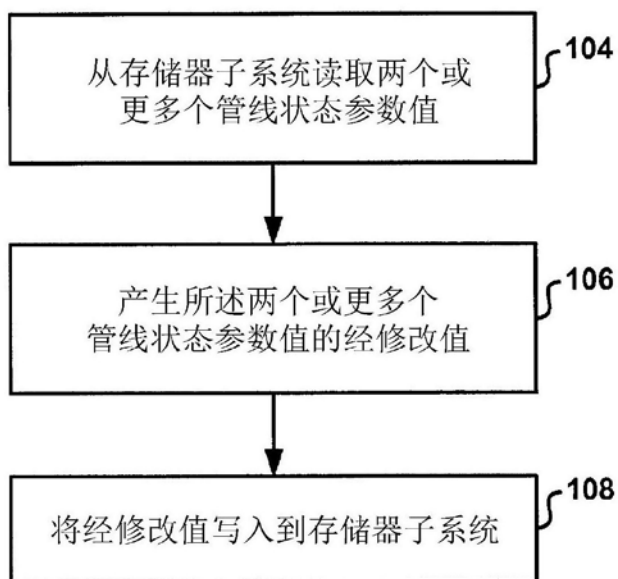 从存储器子系统读取两个或
更多个管线状态参数值
104
产生所述两个或更多个
管线状态参数值的经修改值
106
将经修改值写入到存储器子系统
108